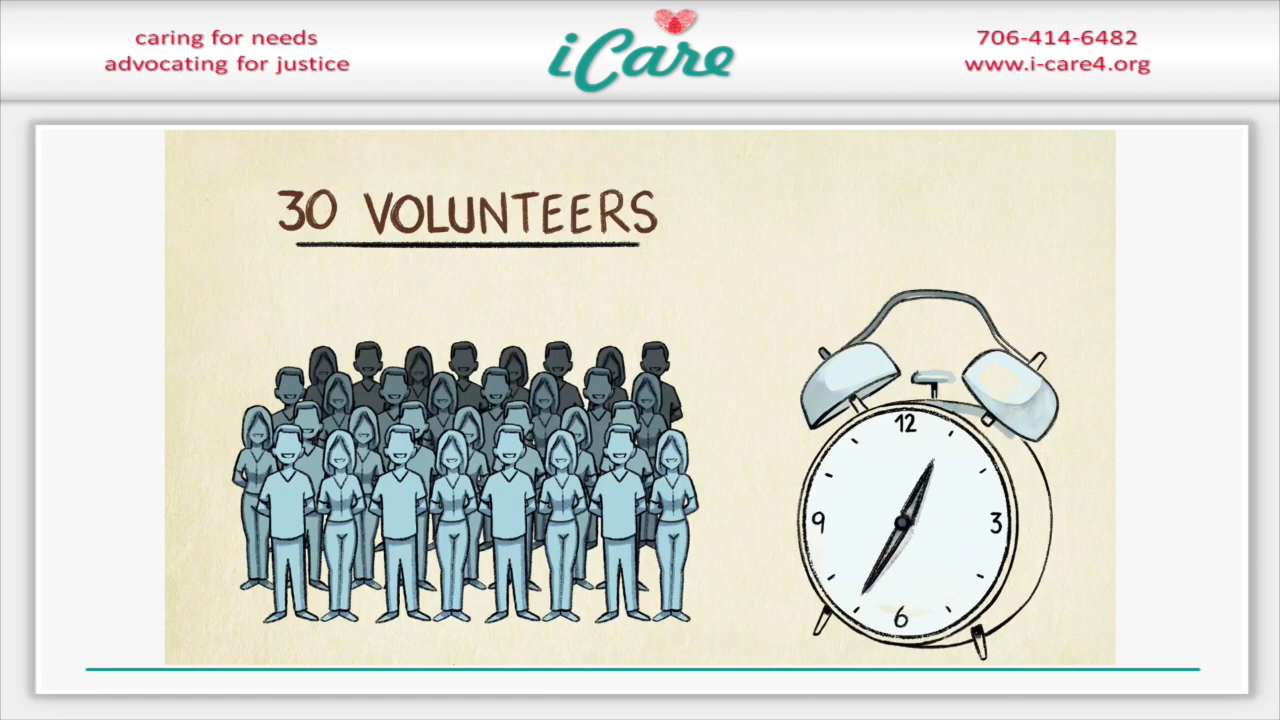 caring for needs
advocating for justice
iCare
706-414-6482
www.i-care4.org
30 VOLUNTEERS
12
9
3
6